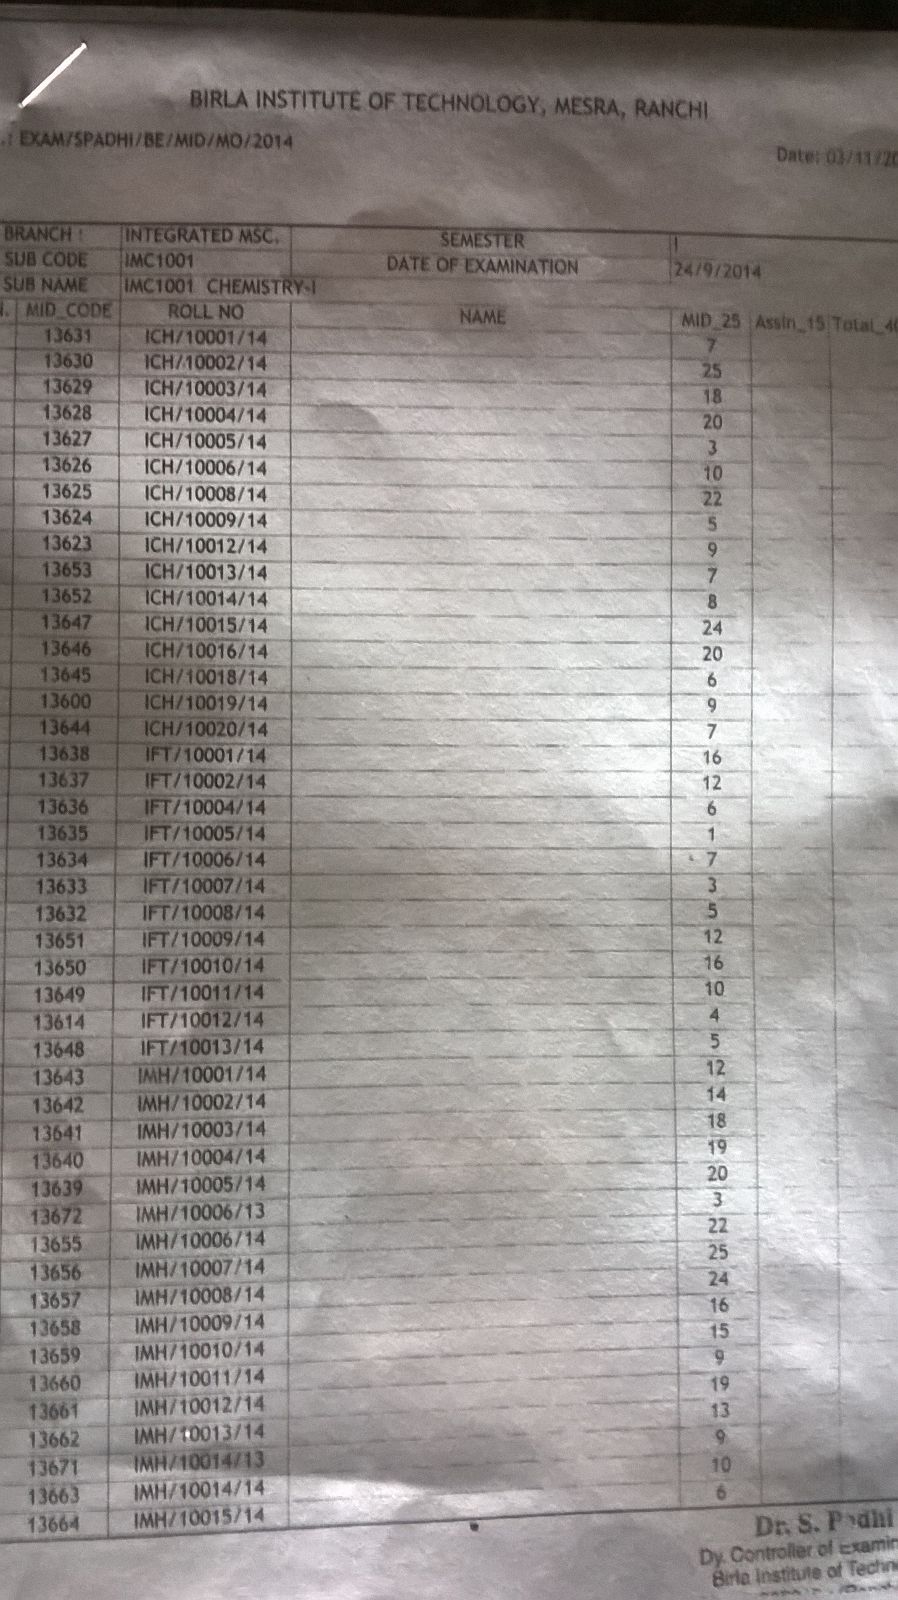 BIRLA INSTITUTE OF TECHNOLOGY, MESRA, RANCHI
.: EXAM/SPADHI/BE/MID/MO/2014 Date: 03/11/20
BRANCH : INTEGRATED MSC. SEMESTER I
SUB CODE IMC1001 DATE OF EXAMINATION 24/9/2014
SUB NAME IMC1001 CHEMISTRY-I
MID_CODE ROLL NO NAME MID_25 Assin_15 Total_40
13631 ICH/10001/14 7
13630 ICH/10002/14 25
13629 ICH/10003/14 18
13628 ICH/10004/14 20
13627 ICH/10005/14 3
13626 ICH/10006/14 10
13625 ICH/10008/14 22
13624 ICH/10009/14 5
13623 ICH/10012/14 9
13653 ICH/10013/14 7
13652 ICH/10014/14 8
13647 ICH/10015/14 24
13646 ICH/10016/14 20
13645 ICH/10018/14 6
13600 ICH/10019/14 9
13644 ICH/10020/14 7
13638 IFT/10001/14 16
13637 IFT/10002/14 12
13636 IFT/10004/14 6
13635 IFT/10005/14 1
13634 IFT/10006/14 7
13633 IFT/10007/14 3
13632 IFT/10008/14 5
13651 IFT/10009/14 12
13650 IFT/10010/14 16
13649 IFT/10011/14 10
13614 IFT/10012/14 4
13648 IFT/10013/14 5
13643 IMH/10001/14 12
13642 IMH/10002/14 14
13641 IMH/10003/14 18
13640 IMH/10004/14 19
13639 IMH/10005/14 20
13672 IMH/10006/13 3
13655 IMH/10006/14 22
13656 IMH/10007/14 25
13657 IMH/10008/14 24
13658 IMH/10009/14 16
13659 IMH/10010/14 15
13660 IMH/10011/14 9
13661 IMH/10012/14 19
13662 IMH/10013/14 13
13671 IMH/10014/13 9
13663 IMH/10014/14 10
13664 IMH/10015/14 6
Dr. S. Padhi
Dy. Controller of Examin
Birla Institute of Techn